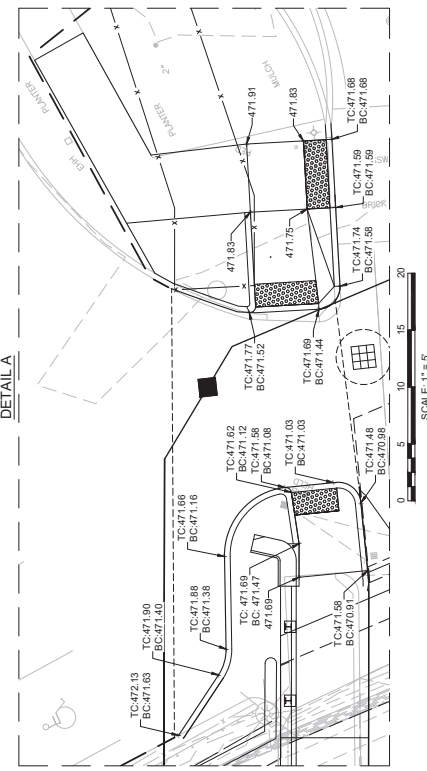 DETAIL A
TC:472.13
BC:471.63
TC:471.90
BC:471.40
TC:471.88
BC:471.38
TC:471.66
BC:471.16
TC:471.62
BC:471.12
TC:471.58
BC:471.08
TC:471.03
BC:471.03
TC:471.48
BC:470.98
TC: 471.69
BC: 471.47
471.69
TC:471.58
BC:470.91
H
H
TC:471.77
BC:471.52
TC:471.69
BC:471.44
471.83
471.75
TC:471.74
BC:471.58
TC:471.59
BC:471.59
TC:471.68
BC:471.68
471.91
471.83
PLANTER
EHH
PLANTER
2"
MULCH
0
5
10
15
20
SCALE: 1" = 5'